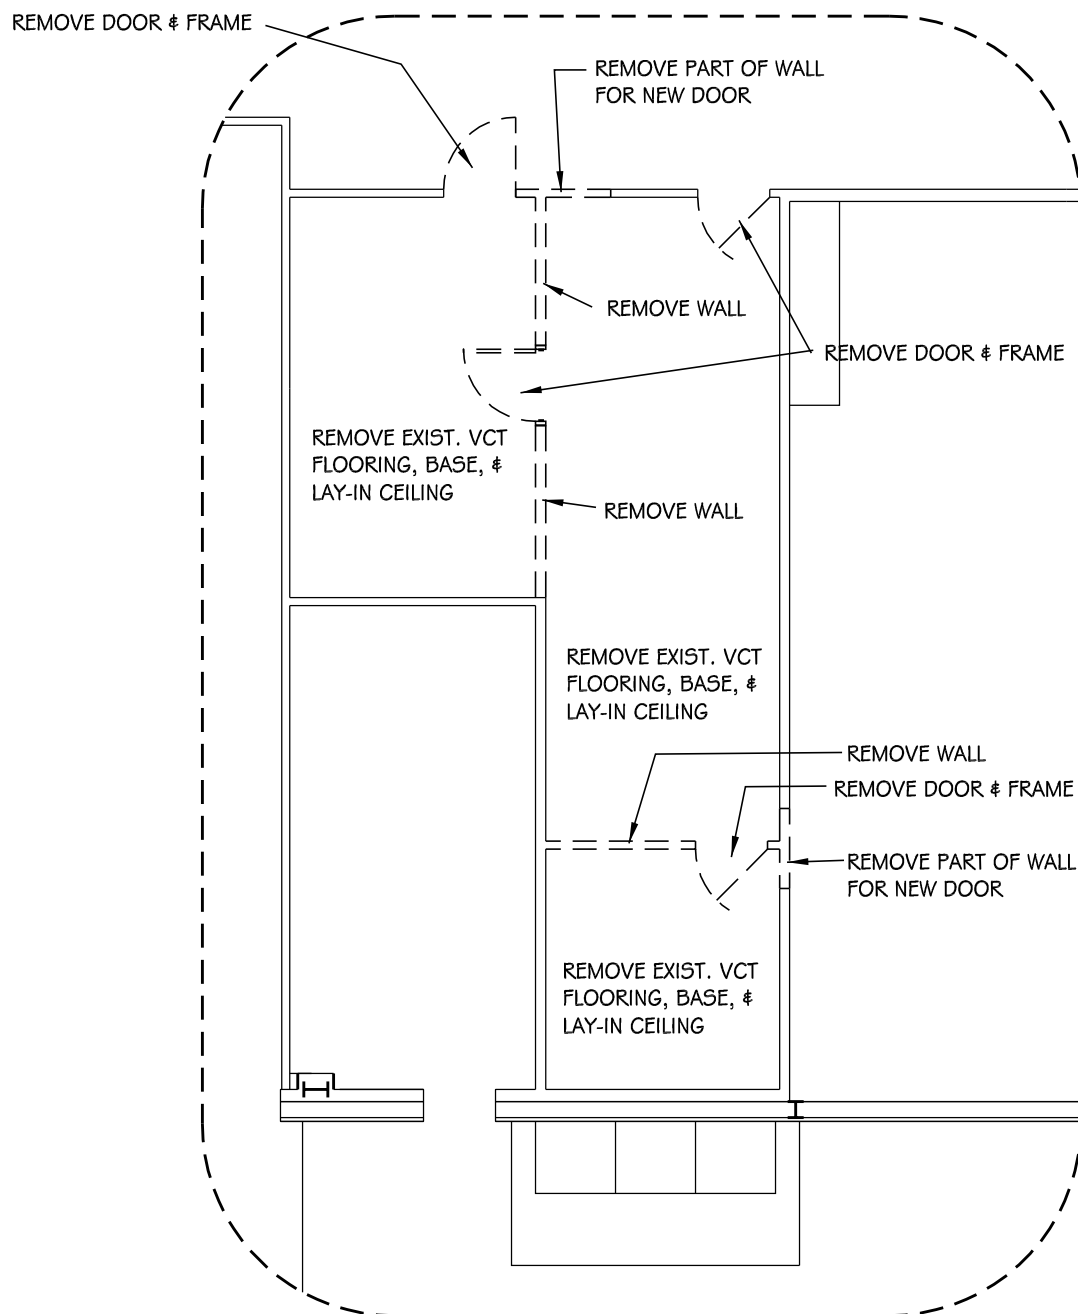 REMOVE DOOR & FRAME
REMOVE PART OF WALL
FOR NEW DOOR
REMOVE WALL
REMOVE DOOR & FRAME
REMOVE EXIST. VCT
FLOORING, BASE, &
LAY-IN CEILING
REMOVE WALL
REMOVE EXIST. VCT
FLOORING, BASE, &
LAY-IN CEILING
REMOVE WALL
REMOVE DOOR & FRAME
REMOVE PART OF WALL
FOR NEW DOOR
REMOVE EXIST. VCT
FLOORING, BASE, &
LAY-IN CEILING